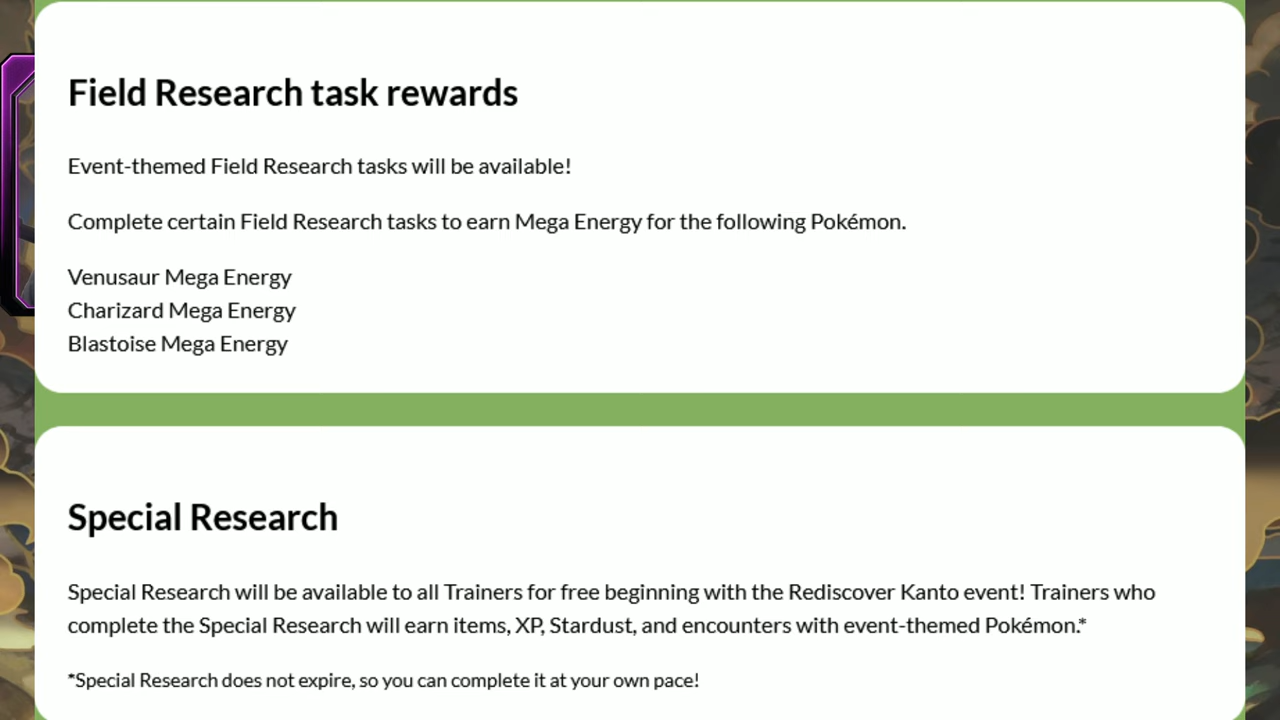 Field Research task rewards
Event-themed Field Research tasks will be available!
Complete certain Field Research tasks to earn Mega Energy for the following Pokémon.
Venusaur Mega Energy
Charizard Mega Energy
Blastoise Mega Energy
Special Research
Special Research will be available to all Trainers for free beginning with the Rediscover Kanto event! Trainers who
complete the Special Research will earn items, XP, Stardust, and encounters with event-themed Pokémon.*
*Special Research does not expire, so you can complete it at your own pace!